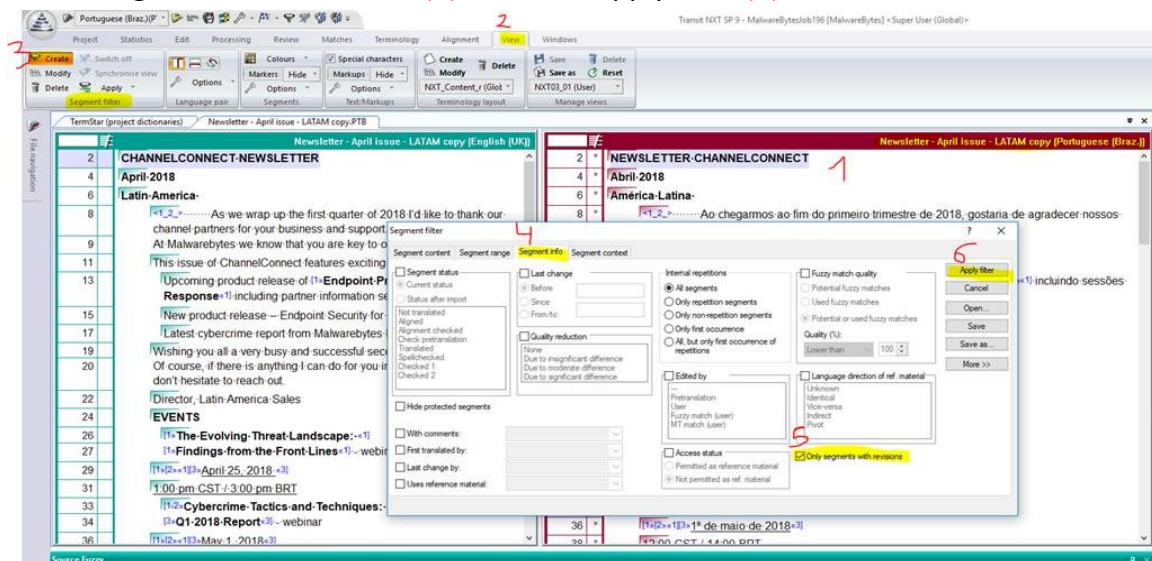 Portuguese (Braz.)(P
Transit NXT SP 9 - MalwareBytesJob196 [MalwareBytes] <Super User (Global)>
2
Project Statistics Edit Processing Review Matches Terminology Alignment View Windows
3
Create Switch off Colours Special characters Create Delete Save Delete
Modify Synchronise view Options Markers Hide Markups Hide Modify Save as Reset
Delete Apply Options Options NXT_Content_r (Glob NXT03_01 (User)
Segment filter Language pair Segments Text/Markups Terminology layout Manage views
TermStar (project dictionaries) Newsletter - April issue - LATAM copy.PTB
File navigation
Newsletter - April issue - LATAM copy (English (UK))
2 CHANNELCONNECT·NEWSLETTER
4 April·2018
6 Latin·America·
8 <1_2_>········As we wrap up the first quarter of 2018 I'd like to thank our
channel partners for your business and support.
9 At Malwarebytes we know that you are key to o
11 This issue of ChannelConnect features exciting
13 Upcoming product release of Endpoint Pr
Response including partner information se
15 New product release – Endpoint Security for
17 Latest cybercrime report from Malwarebytes
19 Wishing you all a very busy and successful sec
20 Of course, if there is anything I can do for you in
don't hesitate to reach out.
22 Director, Latin America Sales
24 EVENTS
26 The Evolving Threat Landscape:
27 Findings from the Front Lines - webin
29 April 25, 2018
31 1:00 pm CST / 3:00 pm BRT
33 Cybercrime Tactics and Techniques:
34 Q1 2018 Report - webinar
36 May 1, 2018
Newsletter - April issue - LATAM copy (Portuguese (Braz.))
1
2 * NEWSLETTER·CHANNELCONNECT
4 * Abril·2018
6 * América·Latina·
8 * <1_2_>········Ao chegarmos ao fim do primeiro trimestre de 2018, gostaria de agradecer nossos
incluindo sessões
36 * 1º de maio de 2018
38 * 12:00 CST / 14:00 BRT
Segment filter ? X
4
Segment content Segment range Segment info Segment context
6
Segment status
Current status
Status after import
Not translated
Aligned
Alignment checked
Check pretranslation
Translated
Spellchecked
Checked 1
Checked 2
Hide protected segments
With comments:
First translated by:
Last change by:
Uses reference material:
Last change
Before
Since
From/to:
Quality reduction
None
Due to insignificant difference
Due to moderate difference
Due to significant difference
Internal repetitions
All segments
Only repetition segments
Only non-repetition segments
Only first occurrence
All, but only first occurrence of
repetitions
Edited by
---
Pretranslation
User
Fuzzy match (user)
MT match (user)
Access status
Permitted as reference material
Not permitted as ref. material
Fuzzy match quality
Potential fuzzy matches
Used fuzzy matches
Potential or used fuzzy matches
Quality (%):
Lower than 100
Language direction of ref. material
Unknown
Identical
Vice-versa
Indirect
Pivot
5
Only segments with revisions
Apply filter
Cancel
Open...
Save
Save as...
More >>
Source Fuzzy